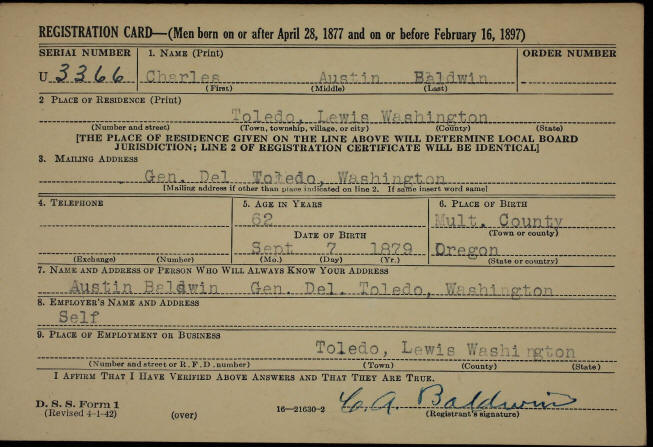 REGISTRATION CARD—(Men born on or after April 28, 1877 and on or before February 16, 1897)
SERIAL NUMBER 1. NAME (Print) ORDER NUMBER
U 3366 Charles Austin Baldwin
(First) (Middle) (Last)
2 PLACE OF RESIDENCE (Print)
Toledo, Lewis Washington
(Number and street) (Town, township, village, or city) (County) (State)
[THE PLACE OF RESIDENCE GIVEN ON THE LINE ABOVE WILL DETERMINE LOCAL BOARD
JURISDICTION; LINE 2 OF REGISTRATION CERTIFICATE WILL BE IDENTICAL]
3. MAILING ADDRESS
Gen. Del Toledo, Washington
[Mailing address if other than place indicated on line 2. If same insert word same]
4. TELEPHONE 5. AGE IN YEARS 6. PLACE OF BIRTH
62 Mult. County
DATE OF BIRTH (Town or county)
Sept 7 1879 Oregon
(Exchange) (Number) (Mo.) (Day) (Yr.) (State or country)
7. NAME AND ADDRESS OF PERSON WHO WILL ALWAYS KNOW YOUR ADDRESS
Austin Baldwin Gen. Del. Toledo, Washington
8. EMPLOYER'S NAME AND ADDRESS
Self
9. PLACE OF EMPLOYMENT OR BUSINESS
Toledo, Lewis Washington
(Number and street or R. F. D. number) (Town) (County) (State)
I AFFIRM THAT I HAVE VERIFIED ABOVE ANSWERS AND THAT THEY ARE TRUE.
D. S. S. Form 1
(Revised 4-1-42) (over) 16—21630-2 C. A. Baldwin
(Registrant's signature)